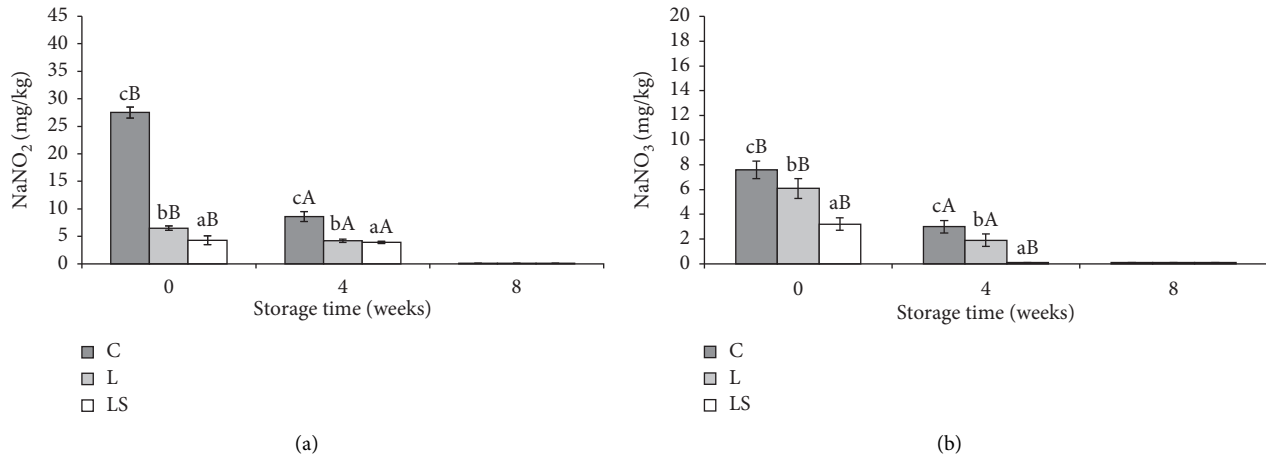 NaNO2 (mg/kg)
45
40
35
30
25
20
15
10
5
0
cB
bB
aB
cA
bA
aA
0
4
8
Storage time (weeks)
C
L
LS
(a)
NaNO3 (mg/kg)
20
18
16
14
12
10
8
6
4
2
0
cB
bB
aB
cA
bA
aB
0
4
8
Storage time (weeks)
C
L
LS
(b)